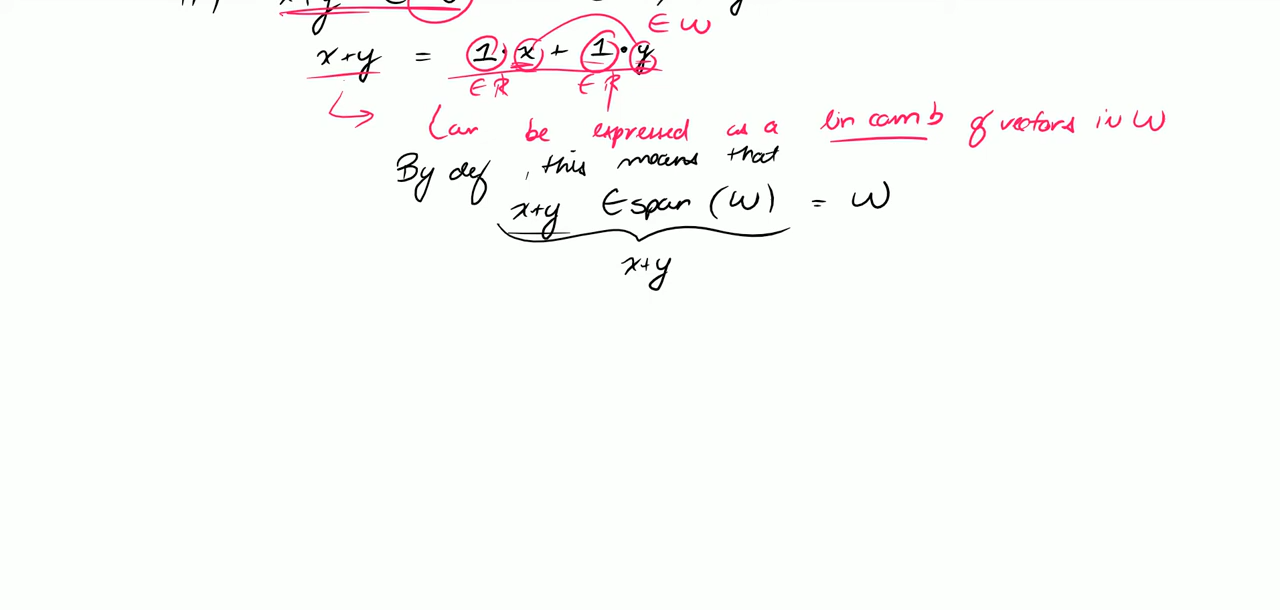 x+y
∈ W
x+y = 1·x + 1·y
∈ ℝ ∈ ℝ
Can be expressed as a lin comb of vectors in W
By def, this means that
x+y ∈ span (W) = W
x+y